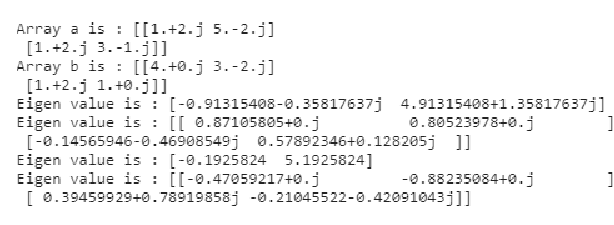 Array a is : [[1.+2.j 5.-2.j]
 [1.+2.j 3.-1.j]]
Array b is : [[4.+0.j 3.-2.j]
 [1.+2.j 1.+0.j]]
Eigen value is : [-0.91315408-0.35817637j  4.91315408+1.35817637j]
Eigen value is : [[ 0.87105805+0.j          0.80523978+0.j        ]
 [-0.14565946-0.46908549j  0.57892346+0.128205j  ]]
Eigen value is : [-0.1925824  5.1925824]
Eigen value is : [[-0.47059217+0.j         -0.88235084+0.j        ]
 [ 0.39459929+0.78919858j -0.21045522-0.42091043j]]